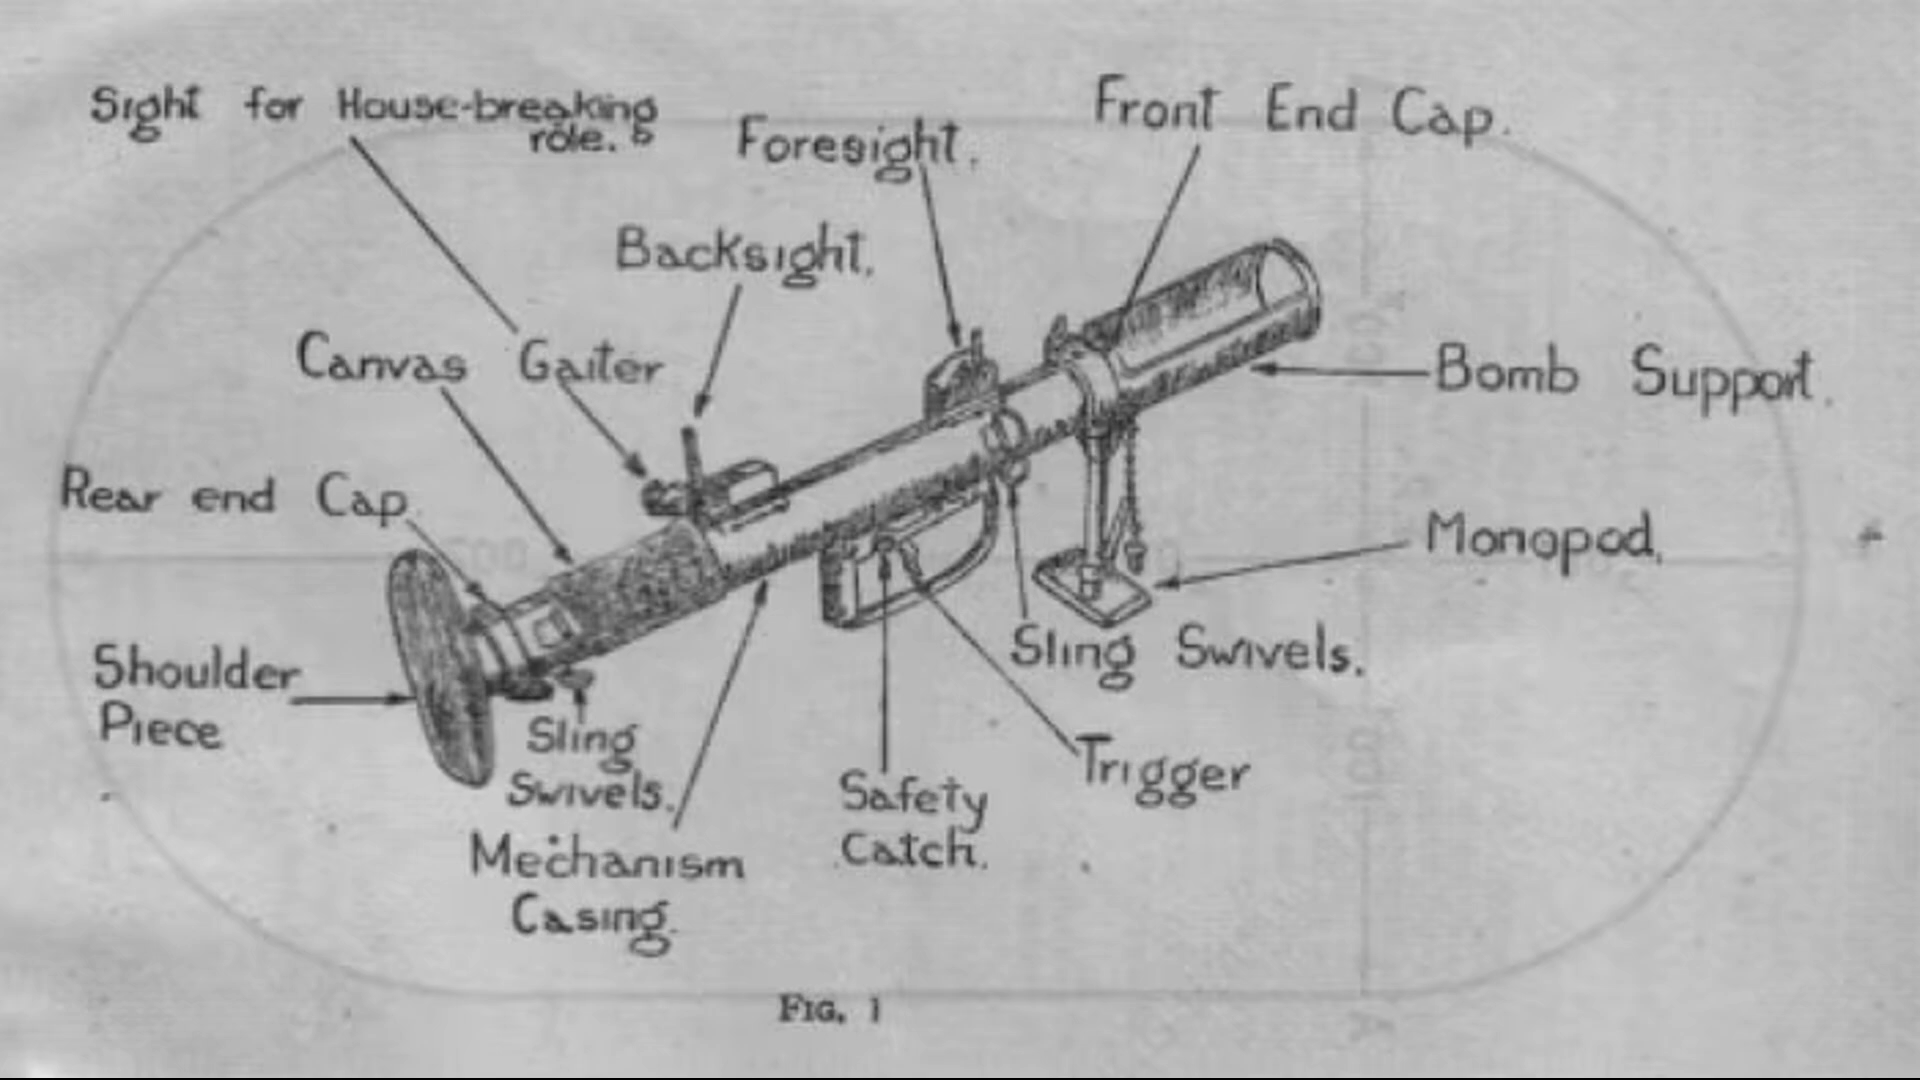 Sight for House-breaking
rôle.
Foresight.
Front End Cap.
Backsight.
Canvas Gaiter
Bomb Support.
Rear end Cap.
Monopod.
Shoulder
Piece
Sling Swivels.
Sling
Swivels.
Trigger
Safety
Catch.
Mechanism
Casing.
FIG. 1